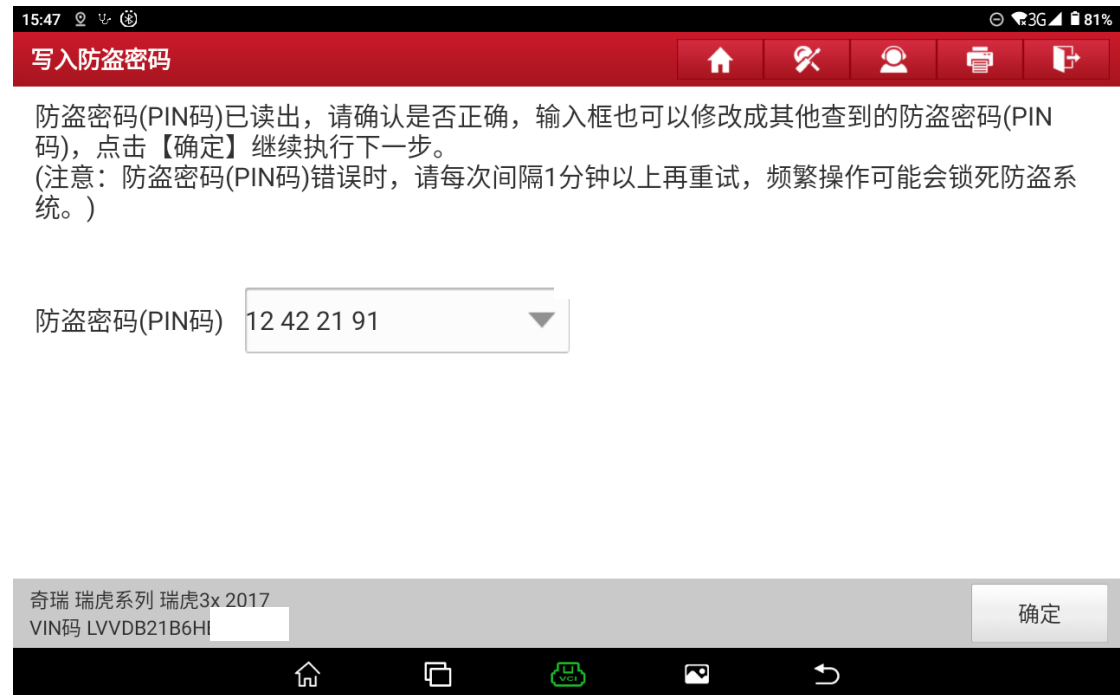 15:47
3G
81%
写入防盗密码
防盗密码(PIN码)已读出，请确认是否正确，输入框也可以修改成其他查到的防盗密码(PIN
码)，点击【确定】继续执行下一步。
(注意：防盗密码(PIN码)错误时，请每次间隔1分钟以上再重试，频繁操作可能会锁死防盗系
统。)
防盗密码(PIN码)
12 42 21 91
奇瑞 瑞虎系列 瑞虎3x 2017
VIN码 LVVDB21B6H
确定
VCI